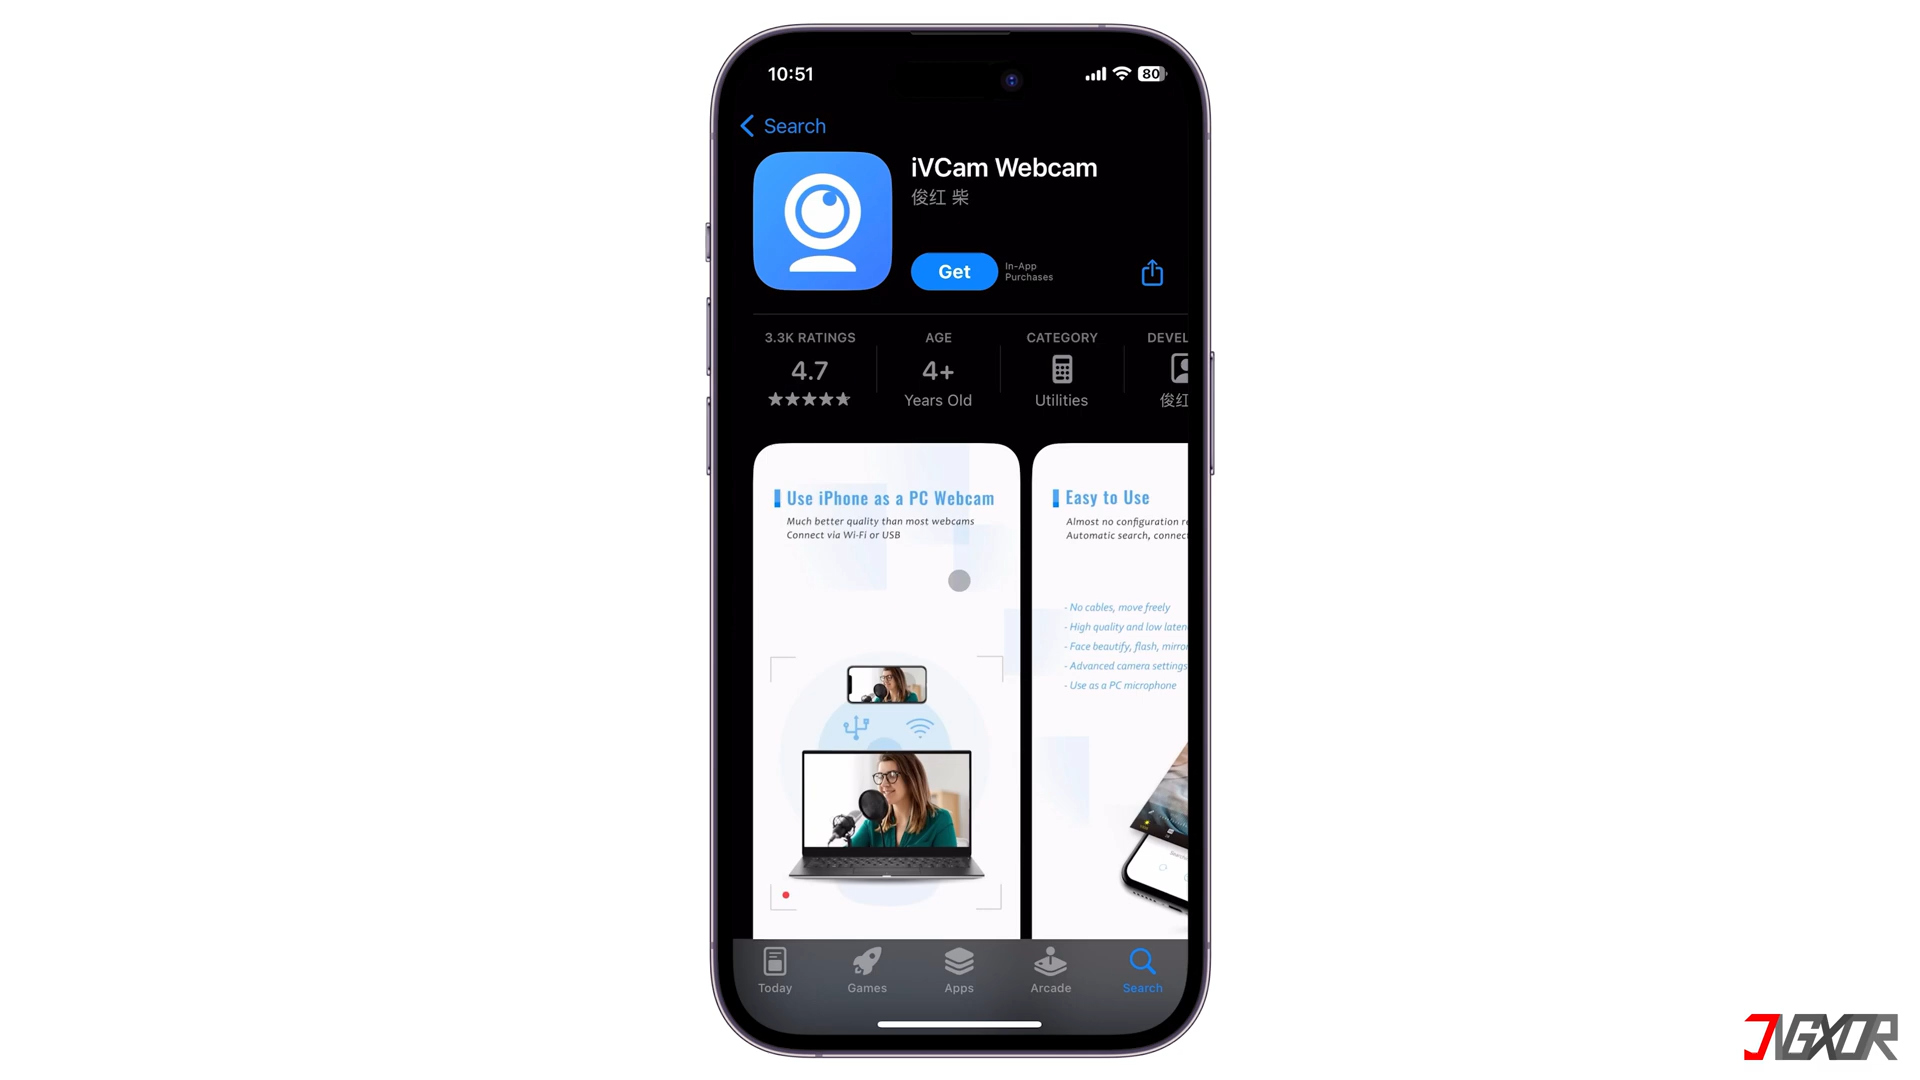 10:51
80
Search
iVCam Webcam
俊红 柴
Get
In-App
Purchases
3.3K RATINGS
AGE
CATEGORY
DEVEL
4.7
4+
Years Old
Utilities
俊红
Use iPhone as a PC Webcam
Much better quality than most webcams
Connect via Wi-Fi or USB
Easy to Use
Almost no configuration re
Automatic search, connect
- No cables, move freely
- High quality and low laten
- Face beautify, flash, mirro
- Advanced camera settings
- Use as a PC microphone
Today
Games
Apps
Arcade
Search
JVGXOR